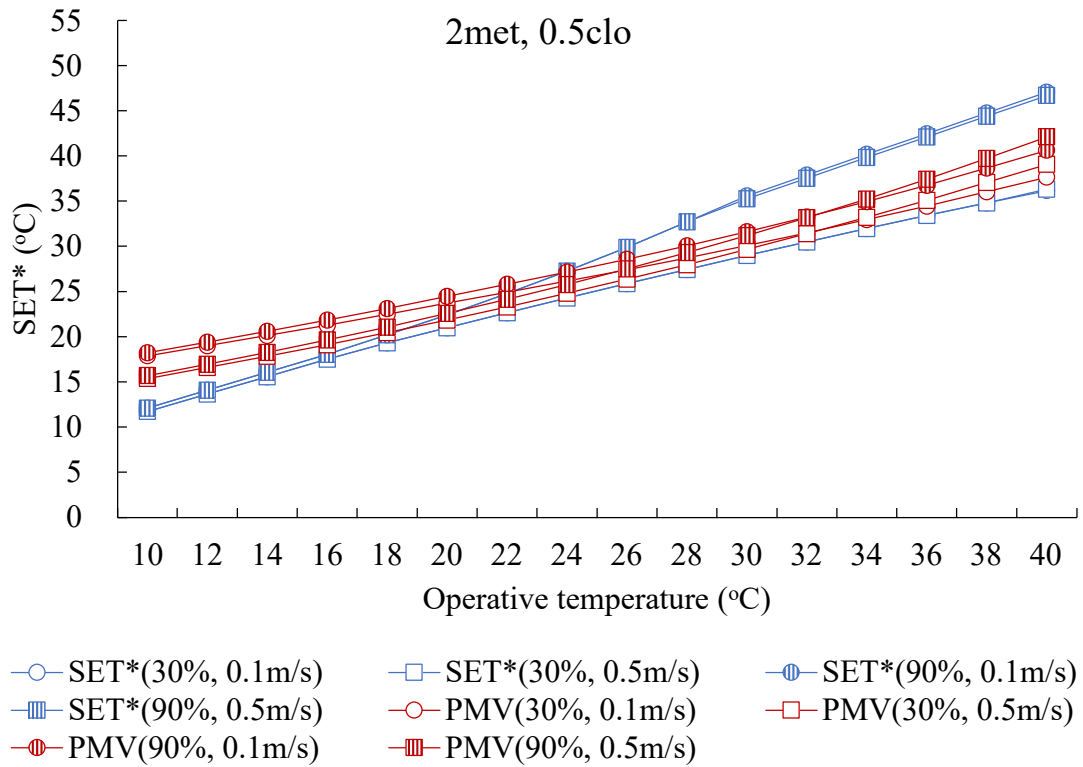 2met, 0.5clo
SET* (°C)
55
50
45
40
35
30
25
20
15
10
5
0
10 12 14 16 18 20 22 24 26 28 30 32 34 36 38 40
Operative temperature (°C)
SET*(30%, 0.1m/s) SET*(30%, 0.5m/s) SET*(90%, 0.1m/s)
SET*(90%, 0.5m/s) PMV(30%, 0.1m/s) PMV(30%, 0.5m/s)
PMV(90%, 0.1m/s) PMV(90%, 0.5m/s)